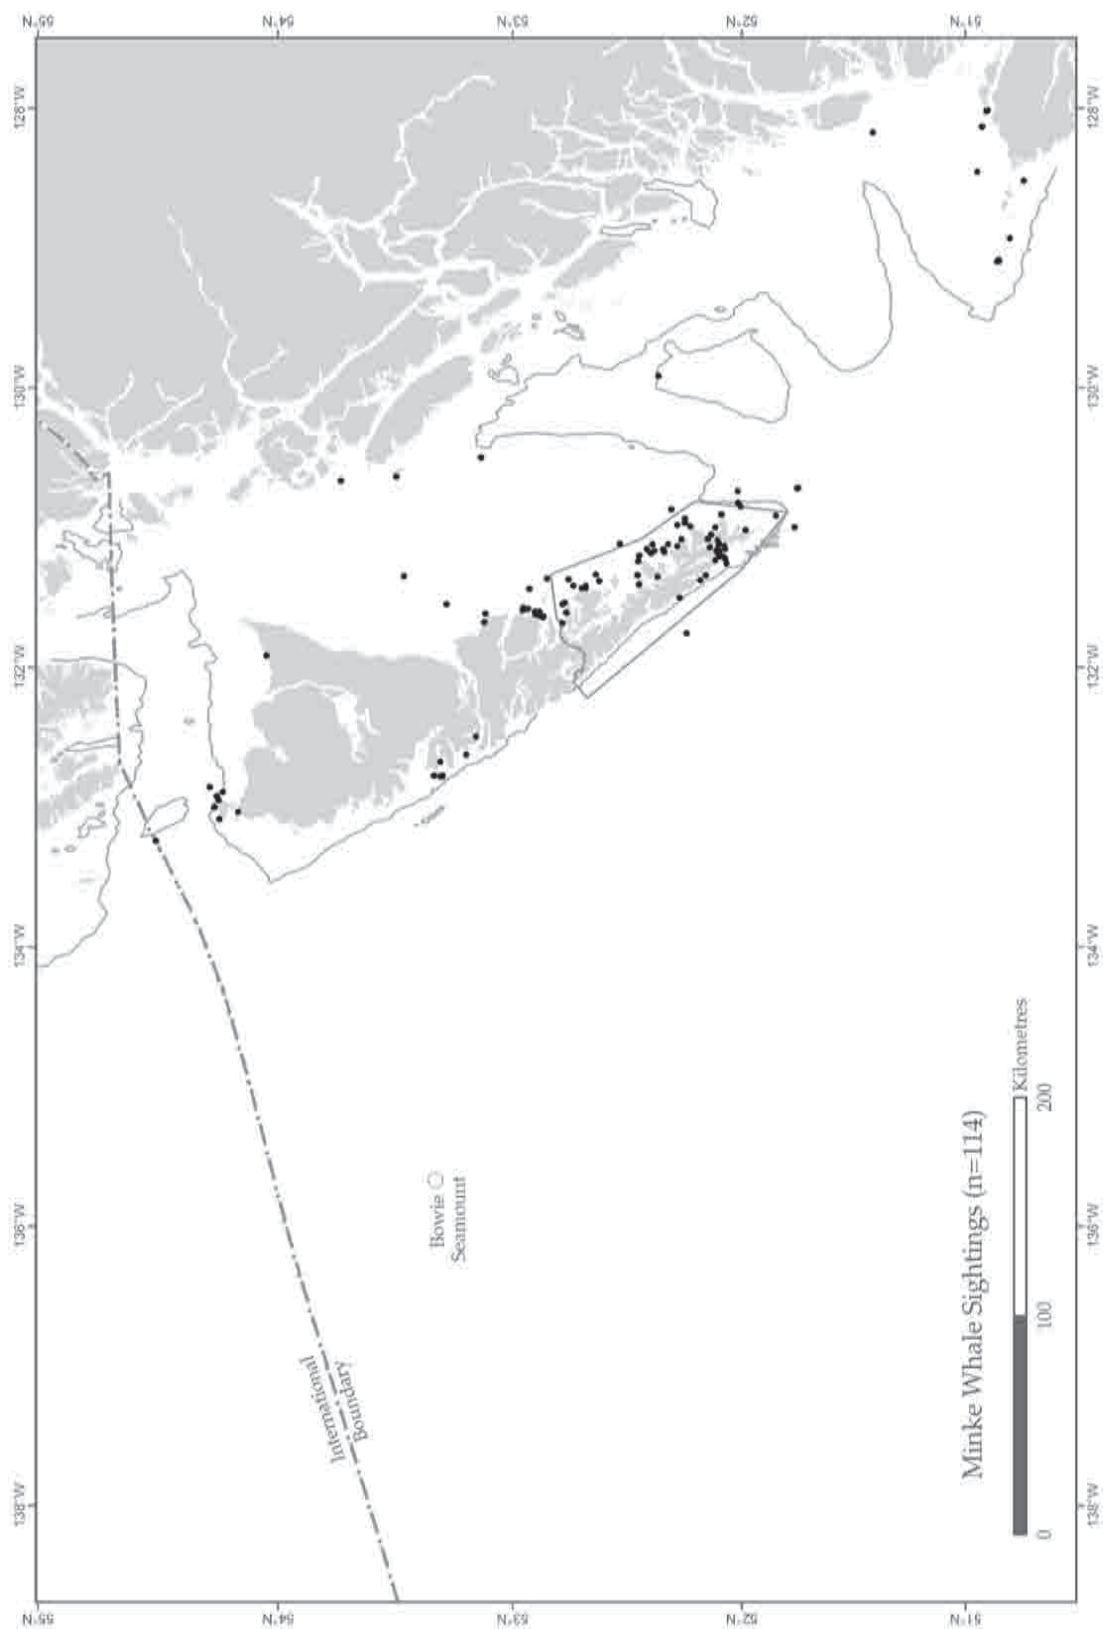 55°N
54°N
53°N
52°N
51°N
138°W
136°W
134°W
132°W
130°W
128°W
International
Boundary
Bowie
Seamount
Minke Whale Sightings (n=114)
0 100 200 Kilometres
138°W
136°W
134°W
132°W
130°W
128°W
55°N
54°N
53°N
52°N
51°N